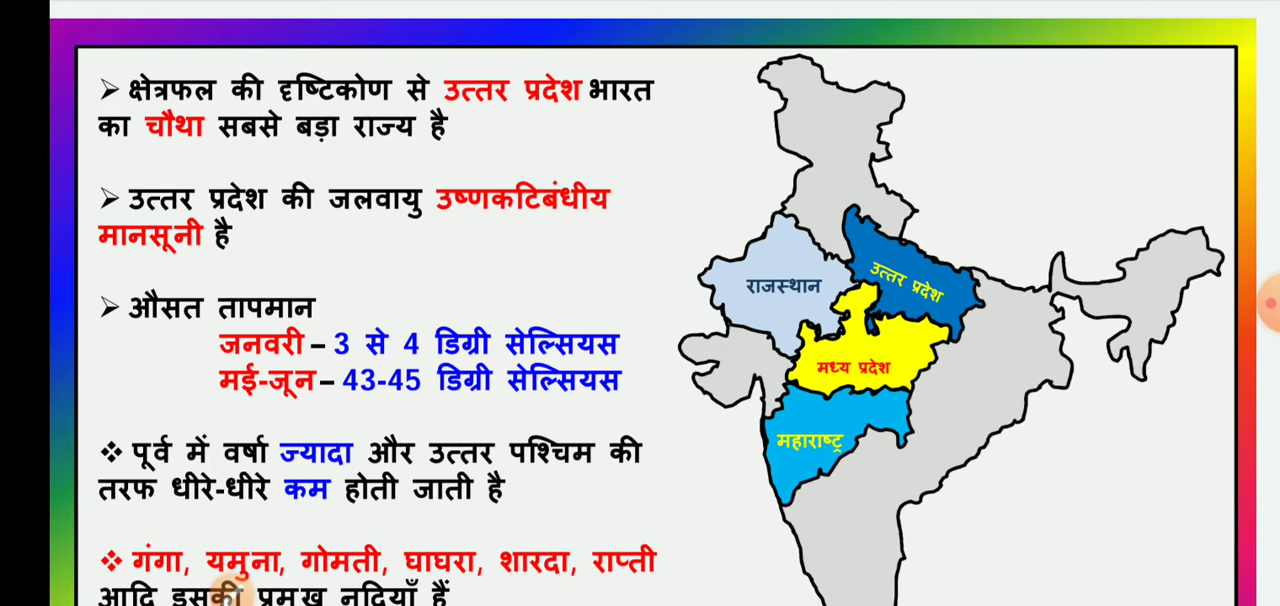 ➢ क्षेत्रफल की दृष्टिकोण से उत्तर प्रदेश भारत
का चौथा सबसे बड़ा राज्य है
➢ उत्तर प्रदेश की जलवायु उष्णकटिबंधीय
मानसूनी है
➢ औसत तापमान
जनवरी – 3 से 4 डिग्री सेल्सियस
मई-जून – 43-45 डिग्री सेल्सियस
❖ पूर्व में वर्षा ज्यादा और उत्तर पश्चिम की
तरफ धीरे-धीरे कम होती जाती है
❖ गंगा, यमुना, गोमती, घाघरा, शारदा, राप्ती
आदि इसकी प्रमुख नदियाँ हैं
उत्तर प्रदेश
राजस्थान
मध्य प्रदेश
महाराष्ट्र